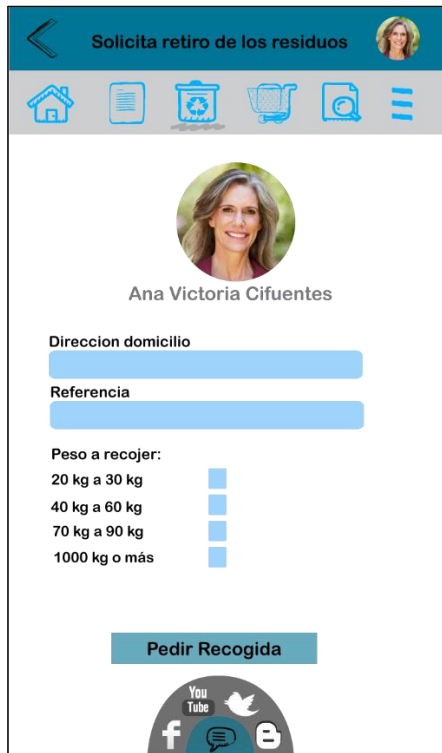 Solicita retiro de los residuos
Ana Victoria Cifuentes
Direccion domicilio
Referencia
Peso a recojer:
20 kg a 30 kg
40 kg a 60 kg
70 kg a 90 kg
1000 kg o más
Pedir Recogida
You
Tube